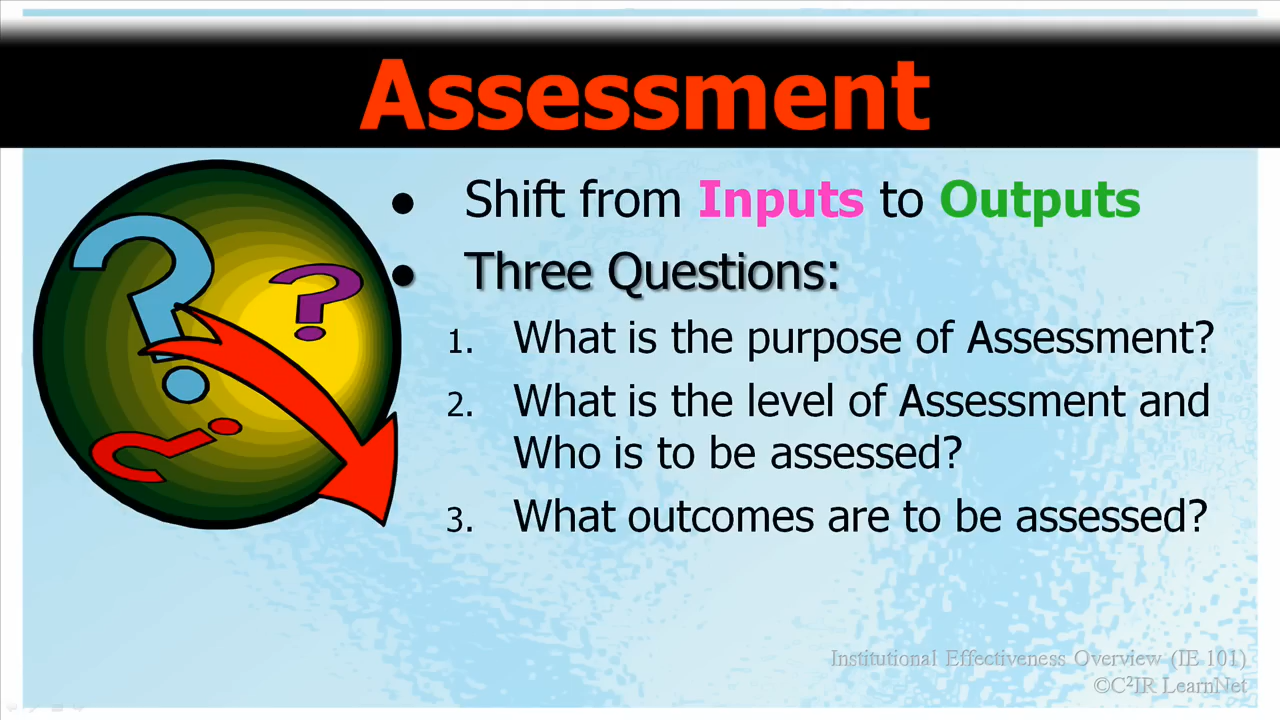 Assessment
● Shift from Inputs to Outputs
● Three Questions:
1. What is the purpose of Assessment?
2. What is the level of Assessment and
Who is to be assessed?
3. What outcomes are to be assessed?
Institutional Effectiveness Overview (IE 101)
©C²IR LearnNet